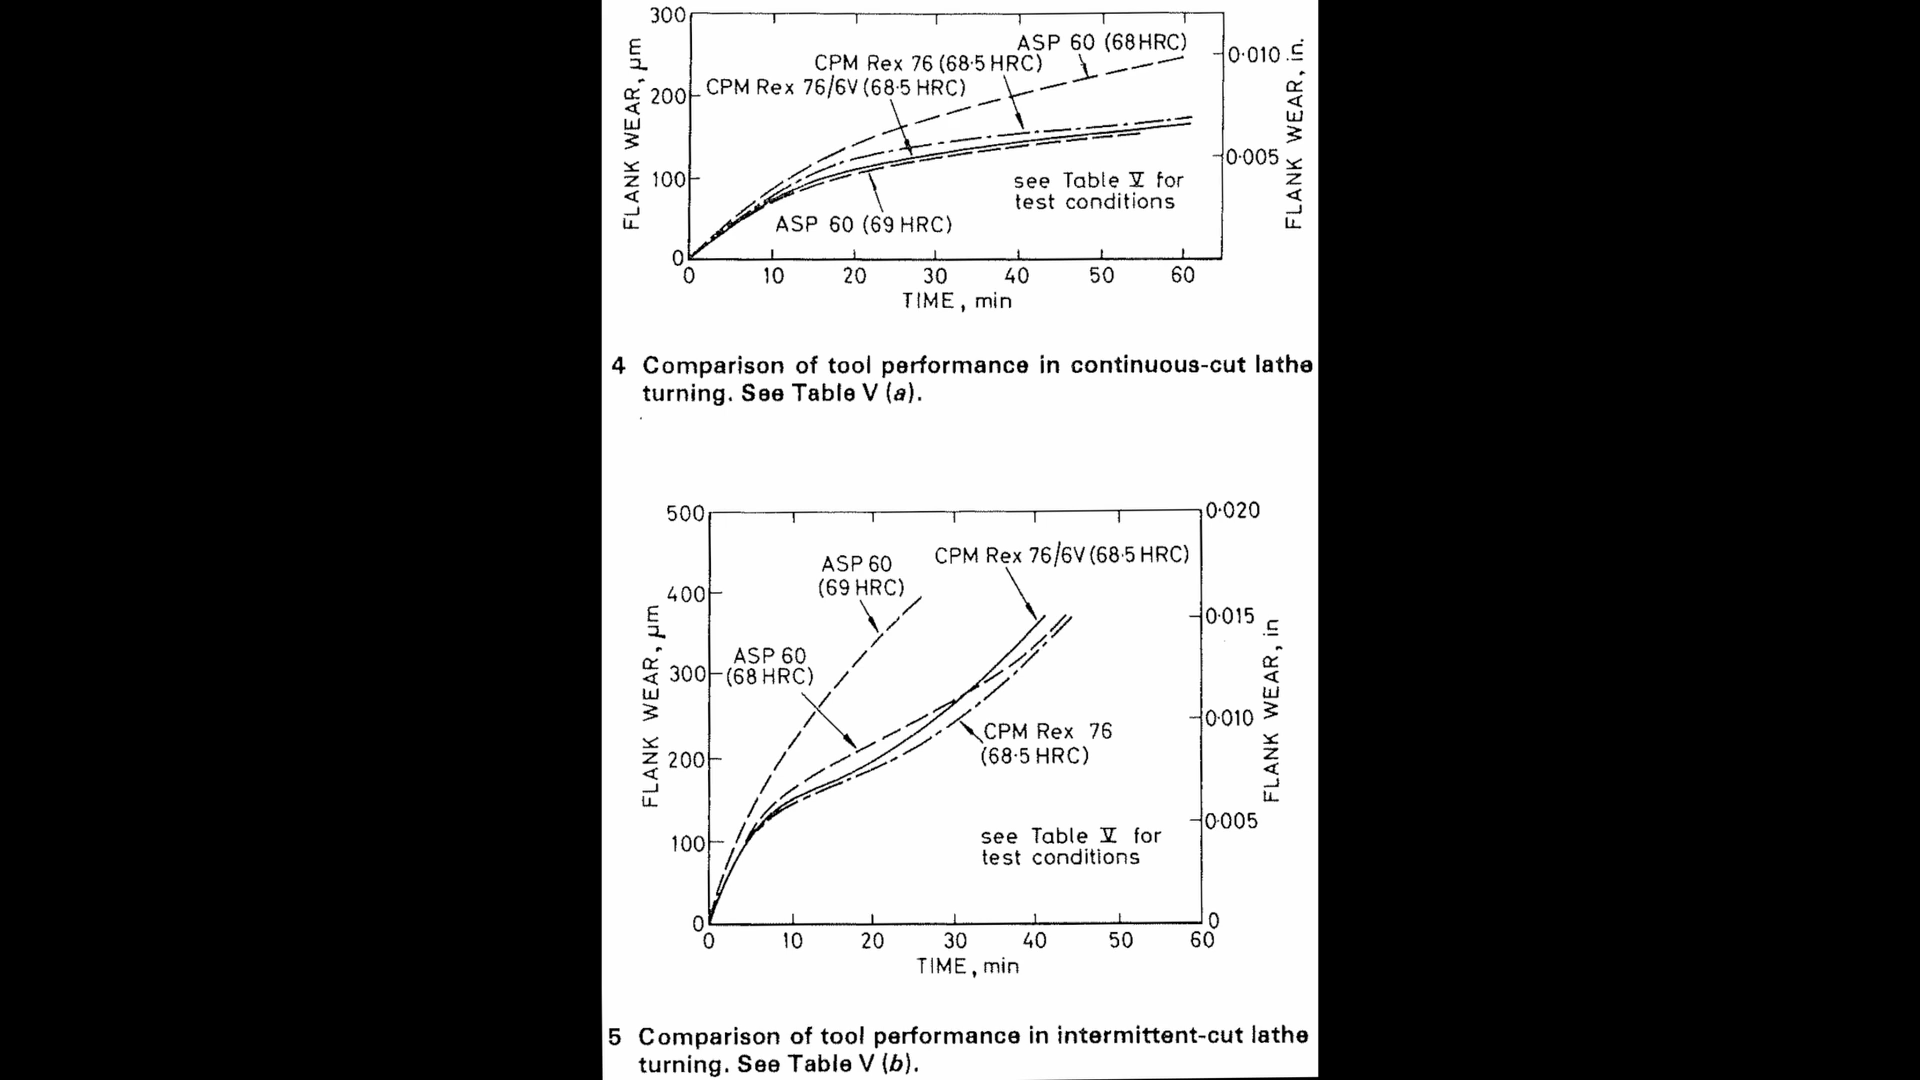 300
200
100
0
FLANK WEAR, µm
ASP 60 (68HRC)
CPM Rex 76 (68·5 HRC)
CPM Rex 76/6V (68·5 HRC)
0·010
0·005
FLANK WEAR, in.
see Table V for
test conditions
ASP 60 (69 HRC)
0 10 20 30 40 50 60
TIME, min
4 Comparison of tool performance in continuous-cut lathe
turning. See Table V (a).
500
400
300
200
100
0
FLANK WEAR, µm
ASP 60
(69 HRC)
CPM Rex 76/6V (68·5 HRC)
ASP 60
(68 HRC)
CPM Rex 76
(68·5 HRC)
see Table V for
test conditions
0·020
0·015
0·010
0·005
0
FLANK WEAR, in
0 10 20 30 40 50 60
TIME, min
5 Comparison of tool performance in intermittent-cut lathe
turning. See Table V (b).